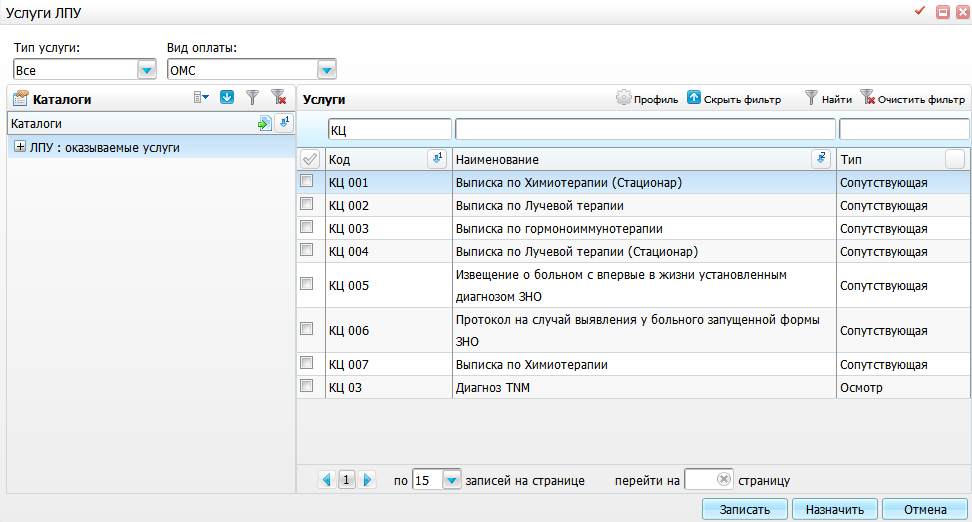 Услуги ЛПУ
Тип услуги: Вид оплаты:
Все ОМС
Каталоги
Каталоги
ЛПУ : оказываемые услуги
Услуги Профиль Скрыть фильтр Найти Очистить фильтр
КЦ
Код Наименование Тип
КЦ 001 Выписка по Химиотерапии (Стационар) Сопутствующая
КЦ 002 Выписка по Лучевой терапии Сопутствующая
КЦ 003 Выписка по гормоноиммунотерапии Сопутствующая
КЦ 004 Выписка по Лучевой терапии (Стационар) Сопутствующая
КЦ 005 Извещение о больном с впервые в жизни установленным
диагнозом ЗНО Сопутствующая
КЦ 006 Протокол на случай выявления у больного запущенной формы
ЗНО Сопутствующая
КЦ 007 Выписка по Химиотерапии Сопутствующая
КЦ 03 Диагноз TNM Осмотр
1 по 15 записей на странице перейти на страницу
Записать Назначить Отмена